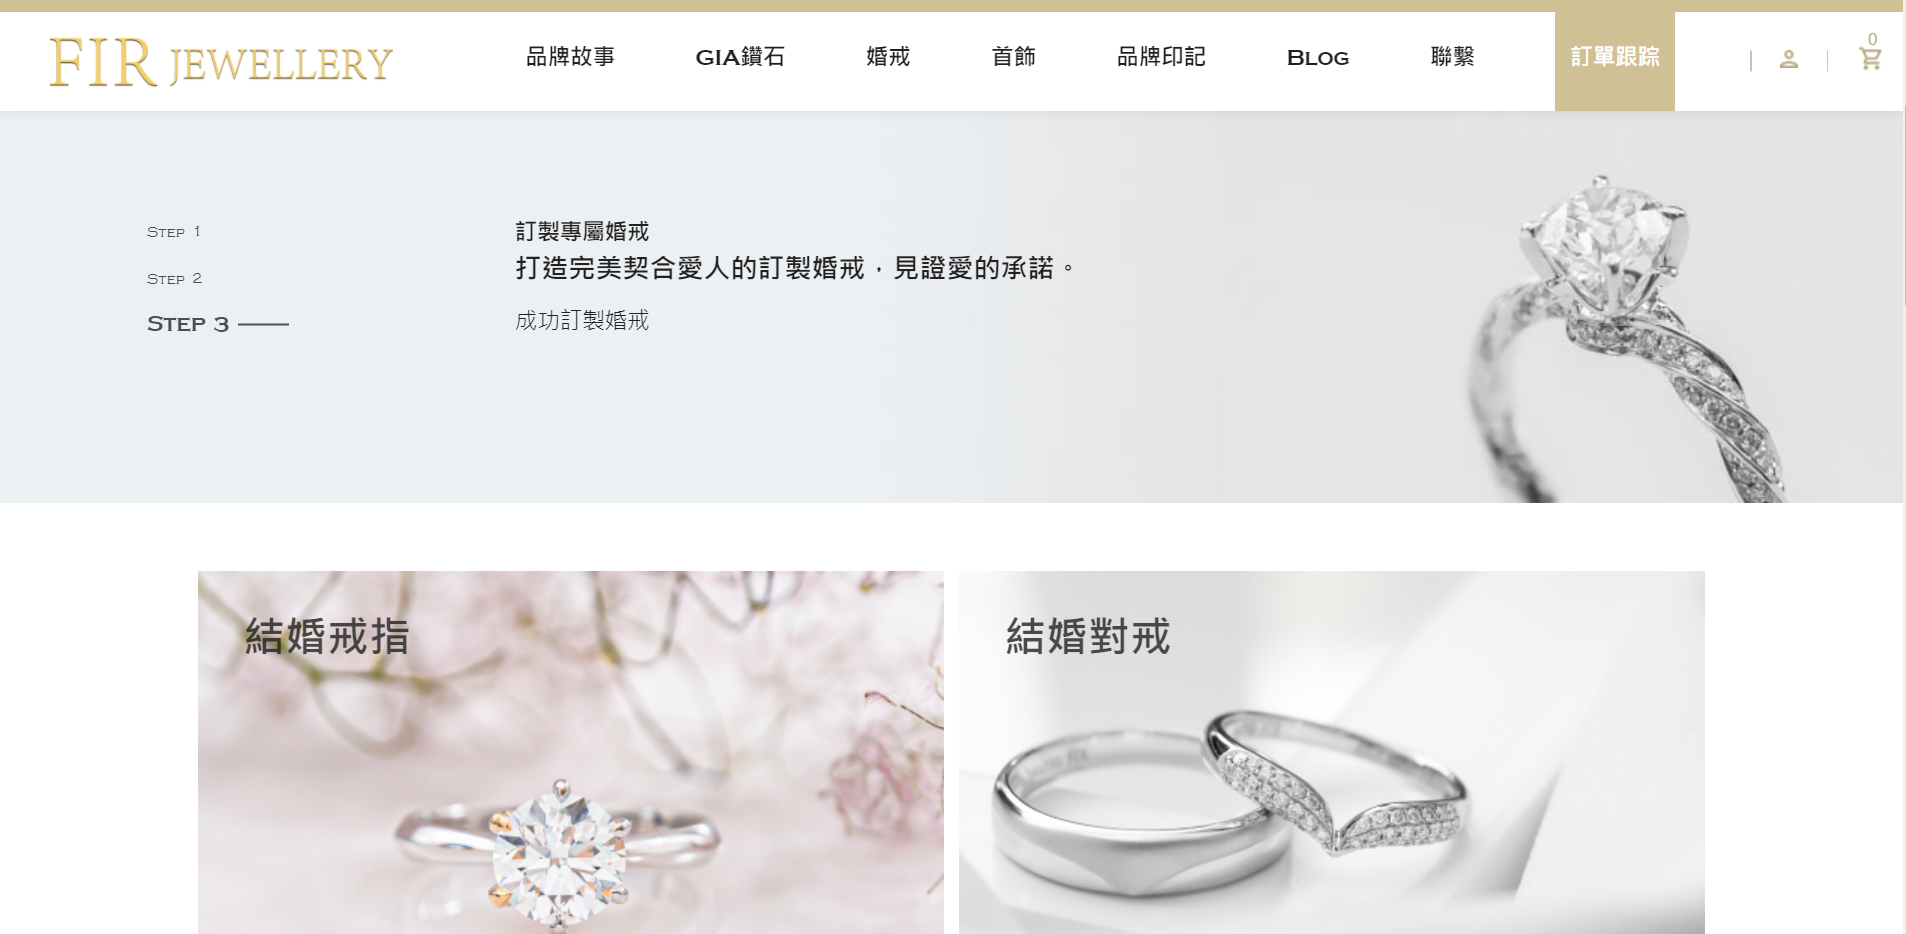 FIR JEWELLERY
品牌故事
GIA鑽石
婚戒
首飾
品牌印記
Blog
聯繫
訂單跟踪
0
Step 1
Step 2
Step 3
訂製專屬婚戒
打造完美契合愛人的訂製婚戒，見證愛的承諾。
成功訂製婚戒
結婚戒指
結婚對戒